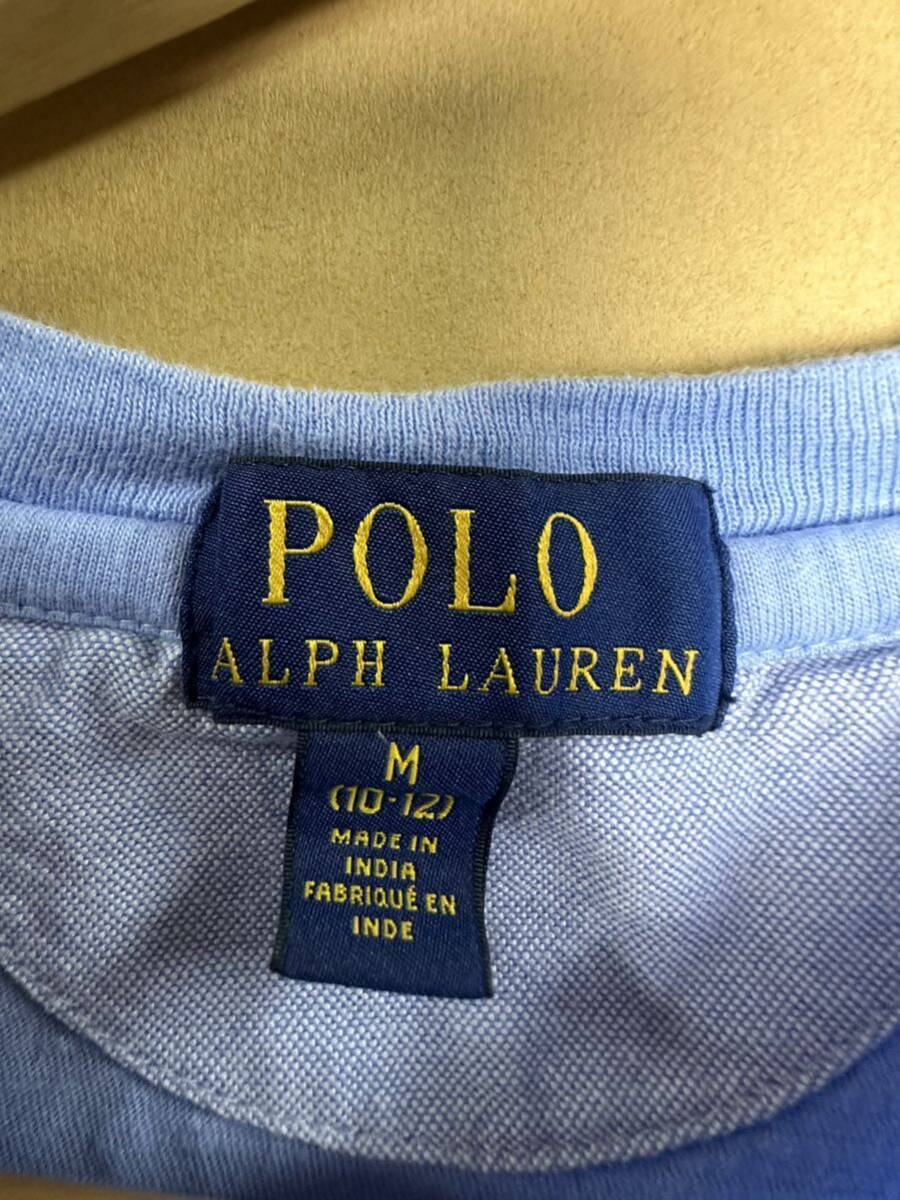 POLO
ALPH LAUREN
M
(10-12)
MADE IN
INDIA
FABRIQUÉ EN
INDE